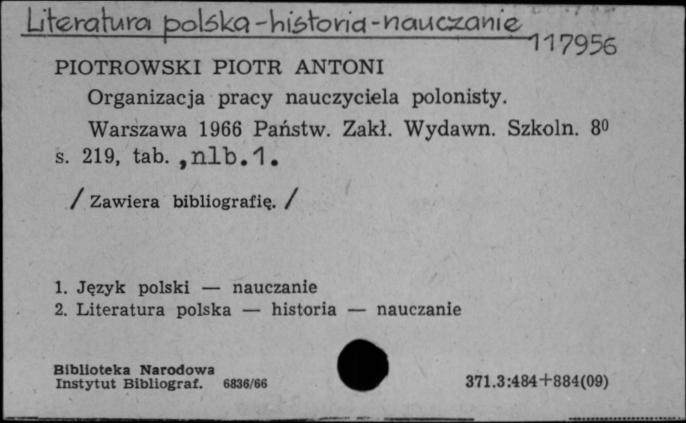 Literatura polska-historia-nauczanie
117956
PIOTROWSKI PIOTR ANTONI
Organizacja pracy nauczyciela polonisty.
Warszawa 1966 Państw. Zakł. Wydawn. Szkoln. 8⁰
s. 219, tab. ,nlb.1.
/ Zawiera bibliografię. /
1. Język polski — nauczanie
2. Literatura polska — historia — nauczanie
Biblioteka Narodowa
Instytut Bibliograf. 6836/66
371.3:484+884(09)